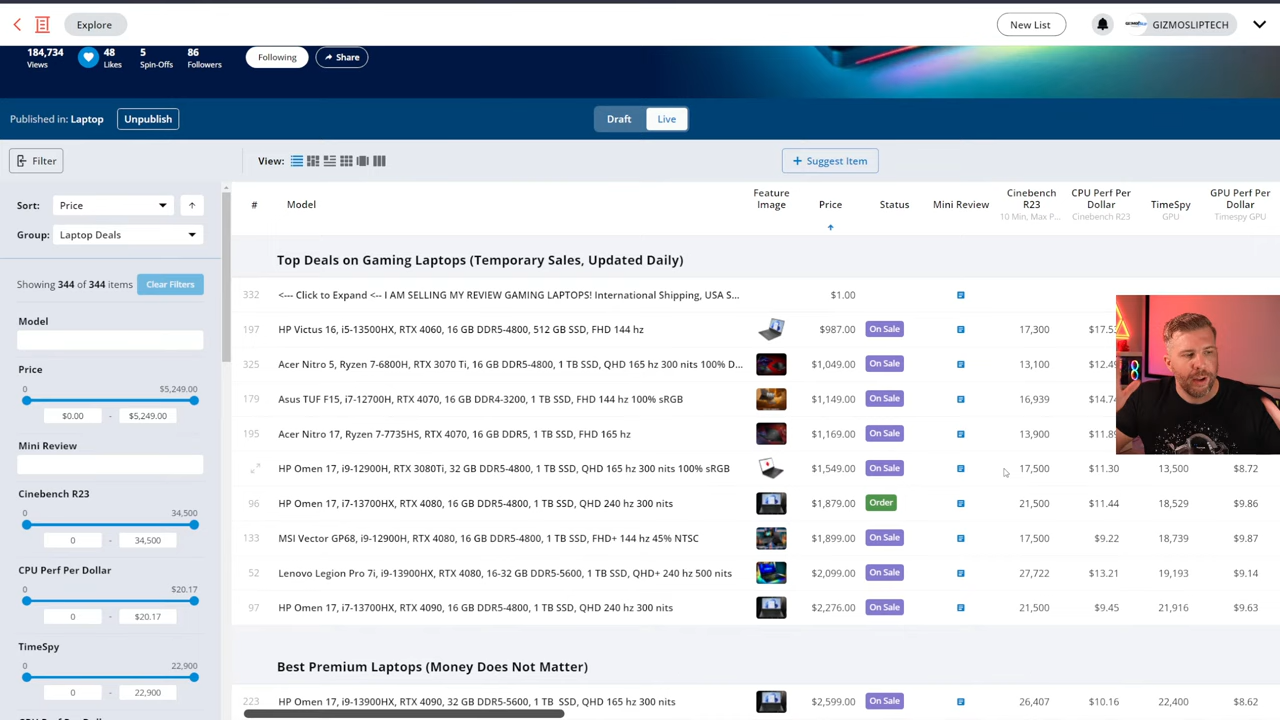 Explore
New List
GIZMOSLIPTECH
184,734 48 5 86
Views Likes Spin-Offs Followers
Following
Share
Published in: Laptop
Unpublish
Draft
Live
Filter
View:
+ Suggest Item
Sort: Price
Group: Laptop Deals
Showing 344 of 344 items
Clear Filters
Model
Price
0 $5,249.00
$0.00 - $5,249.00
Mini Review
Cinebench R23
0 34,500
0 - 34,500
CPU Perf Per Dollar
$0 $20.17
0 - $20.17
TimeSpy
0 22,900
0 - 22,900
# Model Feature Image Price Status Mini Review Cinebench R23 10 Min, Max P... CPU Perf Per Dollar Cinebench R23 TimeSpy GPU GPU Perf Per Dollar Timespy GPU
Top Deals on Gaming Laptops (Temporary Sales, Updated Daily)
332 <--- Click to Expand <-- I AM SELLING MY REVIEW GAMING LAPTOPS! International Shipping, USA S... $1.00
197 HP Victus 16, i5-13500HX, RTX 4060, 16 GB DDR5-4800, 512 GB SSD, FHD 144 hz $987.00 On Sale 17,300
325 Acer Nitro 5, Ryzen 7-6800H, RTX 3070 Ti, 16 GB DDR5-4800, 1 TB SSD, QHD 165 hz 300 nits 100% D... $1,049.00 On Sale 13,100
179 Asus TUF F15, i7-12700H, RTX 4070, 16 GB DDR4-3200, 1 TB SSD, FHD 144 hz 100% sRGB $1,149.00 On Sale 16,939
195 Acer Nitro 17, Ryzen 7-7735HS, RTX 4070, 16 GB DDR5, 1 TB SSD, FHD 165 hz $1,169.00 On Sale 13,900
HP Omen 17, i9-12900H, RTX 3080Ti, 32 GB DDR5-4800, 1 TB SSD, QHD 165 hz 300 nits 100% sRGB $1,549.00 On Sale 17,500 $11.30 13,500 $8.72
96 HP Omen 17, i7-13700HX, RTX 4080, 16 GB DDR5-4800, 1 TB SSD, QHD 240 hz 300 nits $1,879.00 Order 21,500 $11.44 18,529 $9.86
133 MSI Vector GP68, i9-12900H, RTX 4080, 16 GB DDR5-4800, 1 TB SSD, FHD+ 144 hz 45% NTSC $1,899.00 On Sale 17,500 $9.22 18,739 $9.87
52 Lenovo Legion Pro 7i, i9-13900HX, RTX 4080, 16-32 GB DDR5-5600, 1 TB SSD, QHD+ 240 hz 500 nits $2,099.00 On Sale 27,722 $13.21 19,193 $9.14
97 HP Omen 17, i7-13700HX, RTX 4090, 16 GB DDR5-4800, 1 TB SSD, QHD 240 hz 300 nits $2,276.00 On Sale 21,500 $9.45 21,916 $9.63
Best Premium Laptops (Money Does Not Matter)
223 HP Omen 17, i9-13900HX, RTX 4090, 32 GB DDR5-5600, 1 TB SSD, QHD 165 hz 300 nits $2,599.00 On Sale 26,407 $10.16 22,400 $8.62